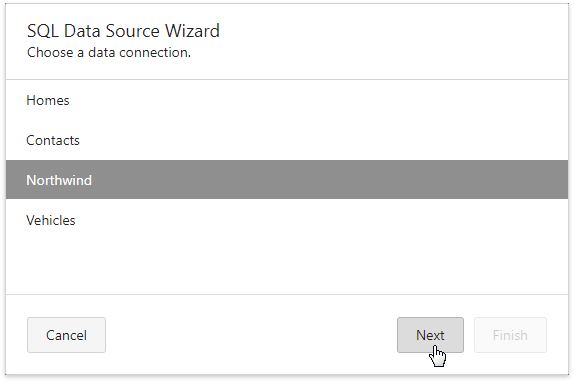 SQL Data Source Wizard
Choose a data connection.
Homes
Contacts
Northwind
Vehicles
Cancel
Next
Finish